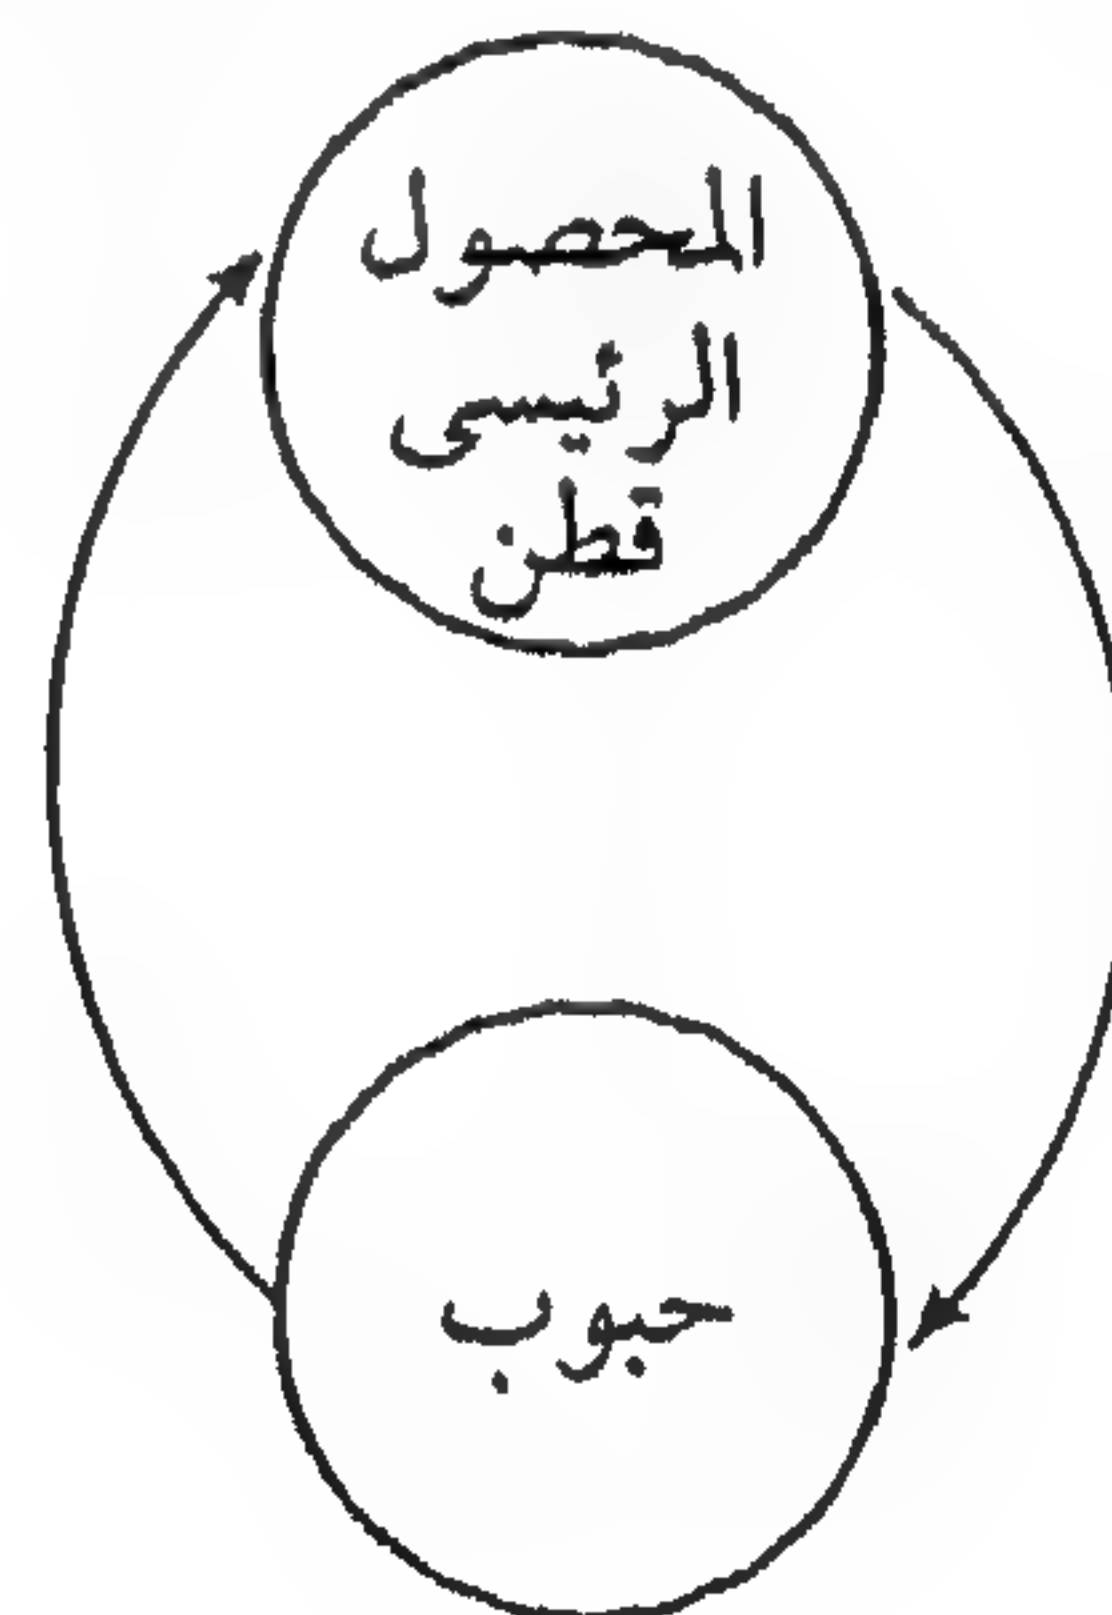 المحصول
الرئيسى
قطن
حبوب